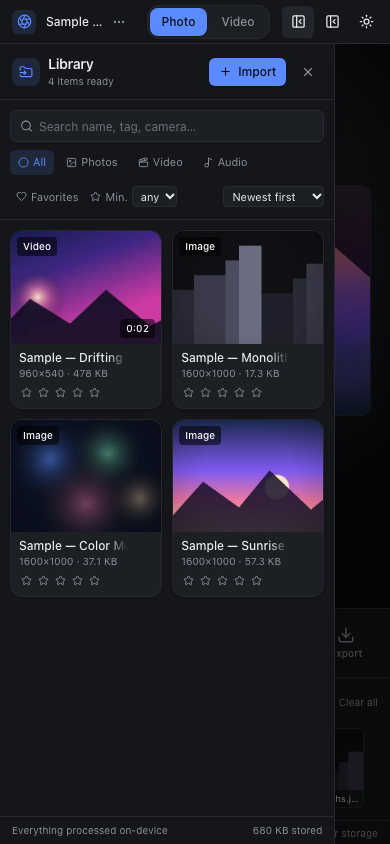 Sample ... Photo Video
Library
4 items ready
Import
Search name, tag, camera...
All Photos Video Audio
Favorites Min. any Newest first
Video
0:02
Sample — Drifting
960×540 · 478 KB
Image
Sample — Monolit
1600×1000 · 17.3 KB
Image
Sample — Color M
1600×1000 · 37.1 KB
Image
Sample — Sunrise
1600×1000 · 57.3 KB
xport
Clear all
hs.j...
r storage
Everything processed on-device
680 KB stored